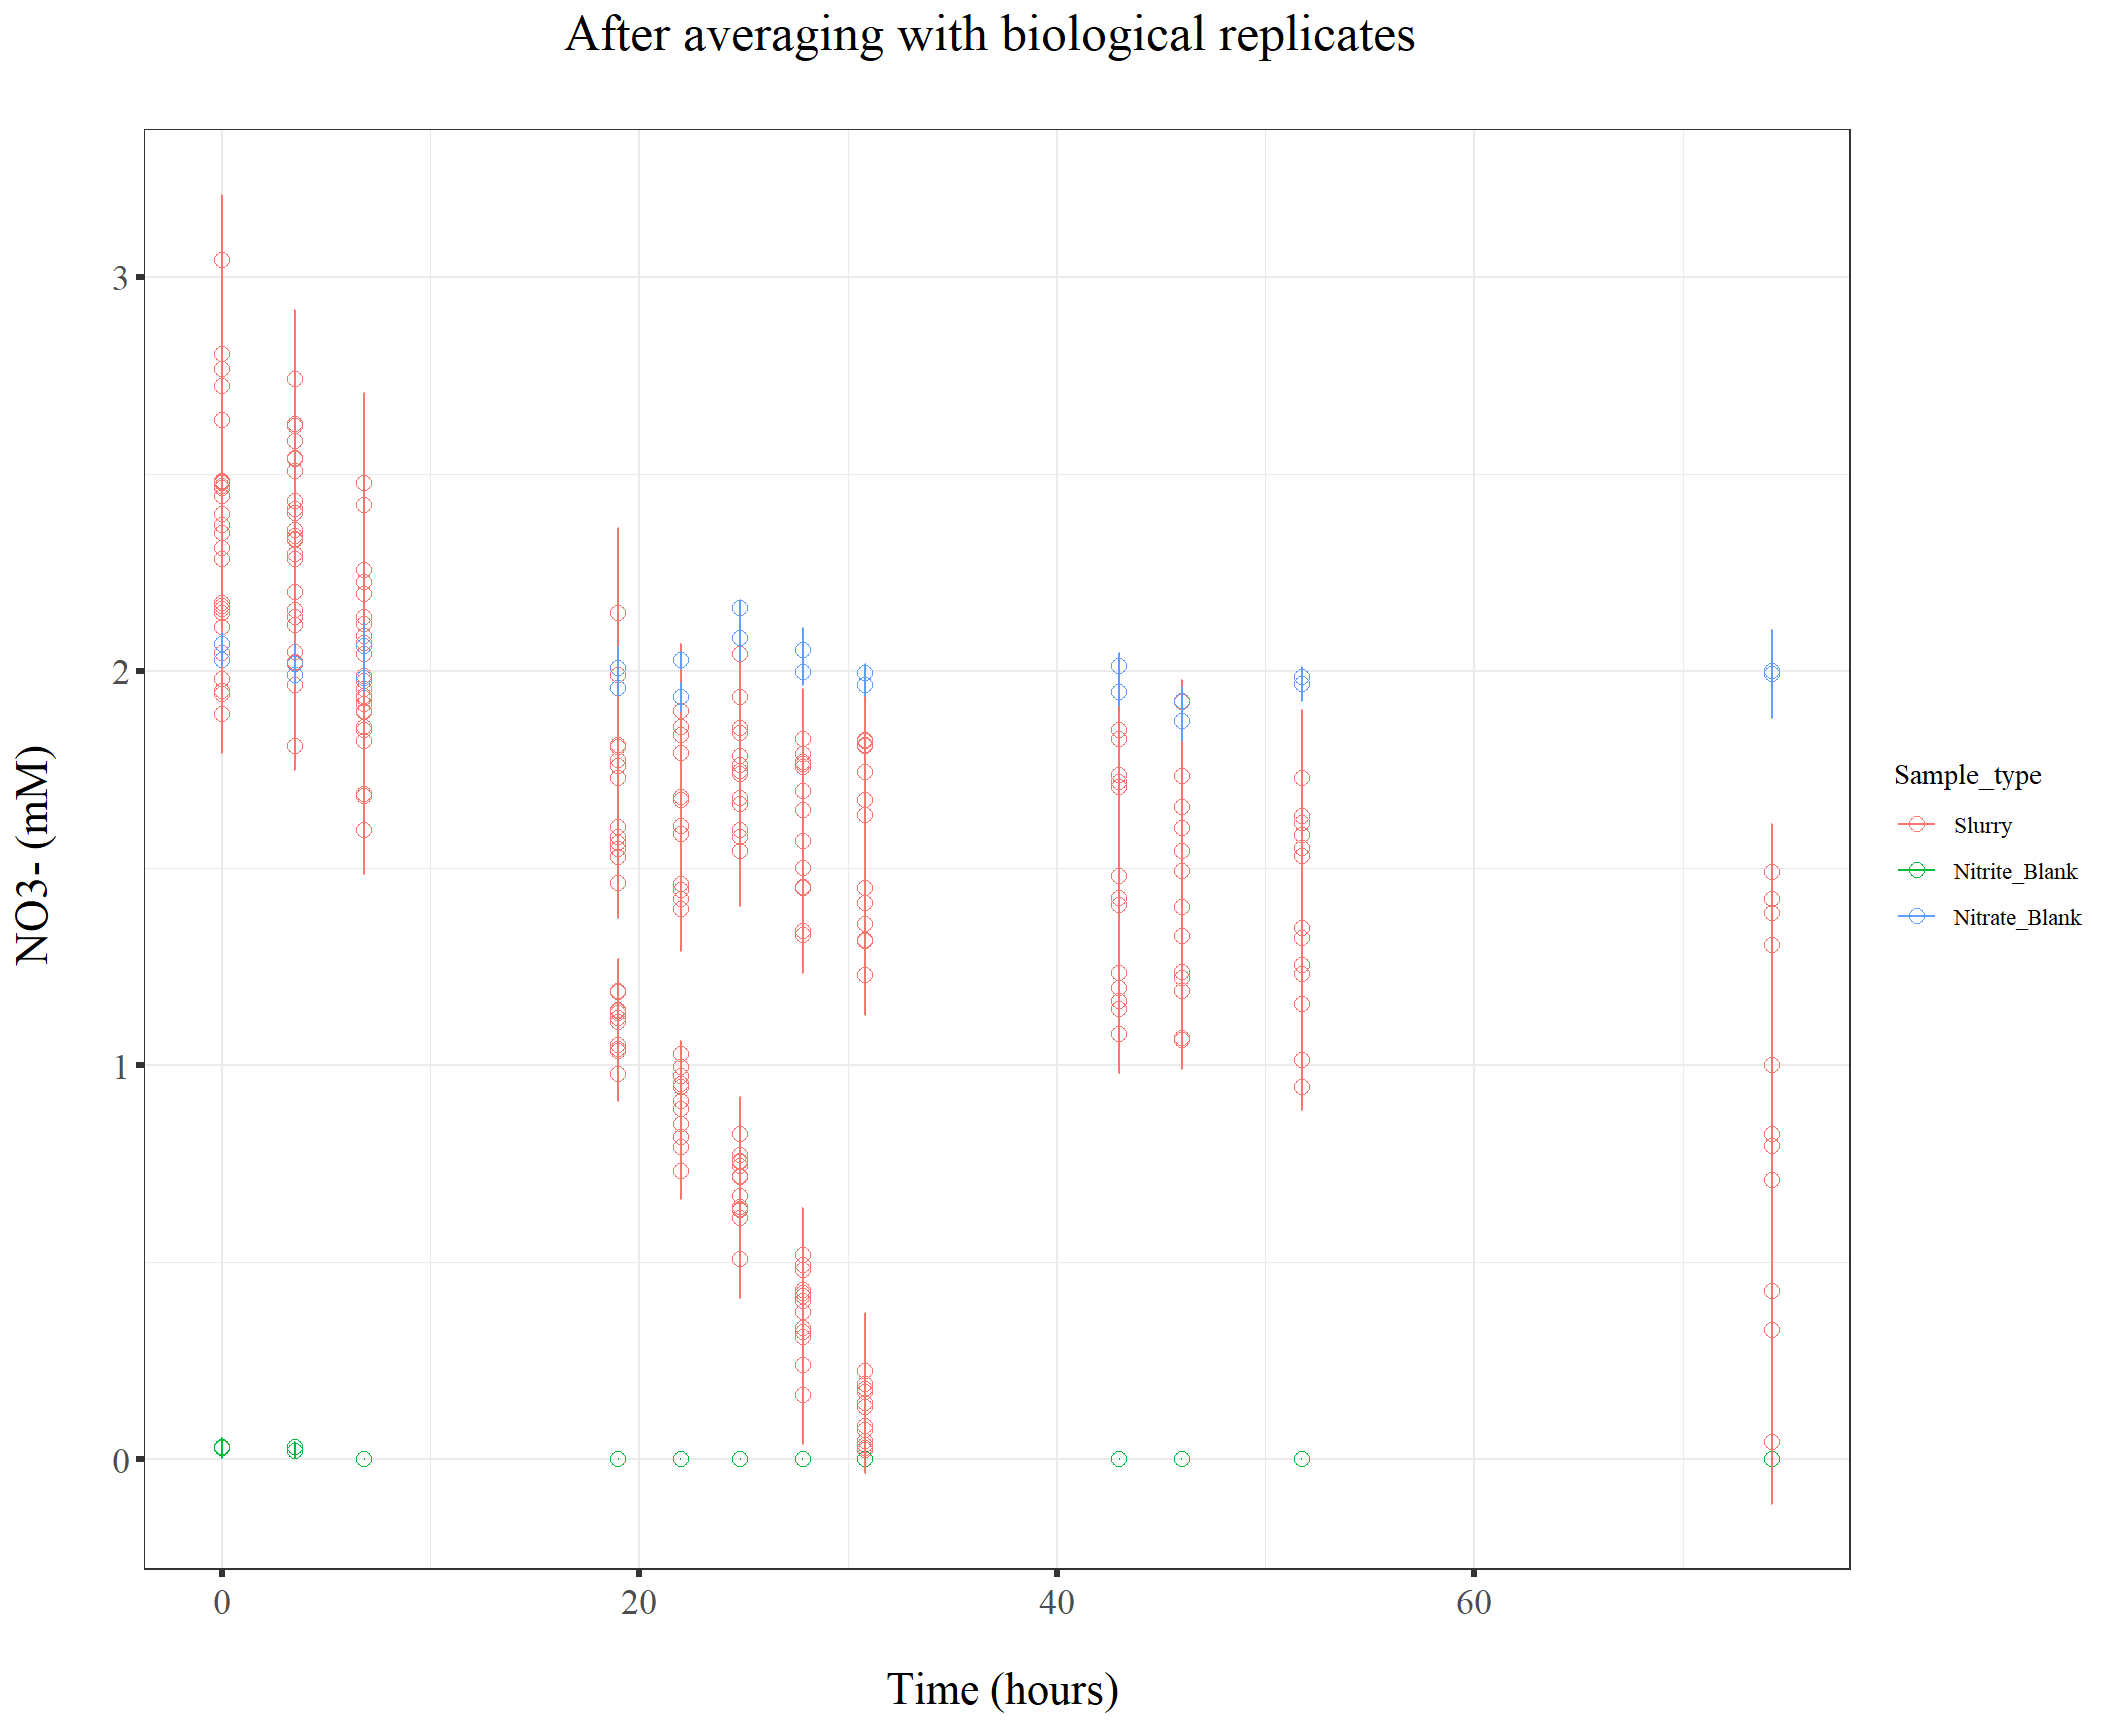 After averaging with biological replicates
NO3- (mM)
3
2
1
0
0 20 40 60
Time (hours)
Sample_type
Slurry
Nitrite_Blank
Nitrate_Blank